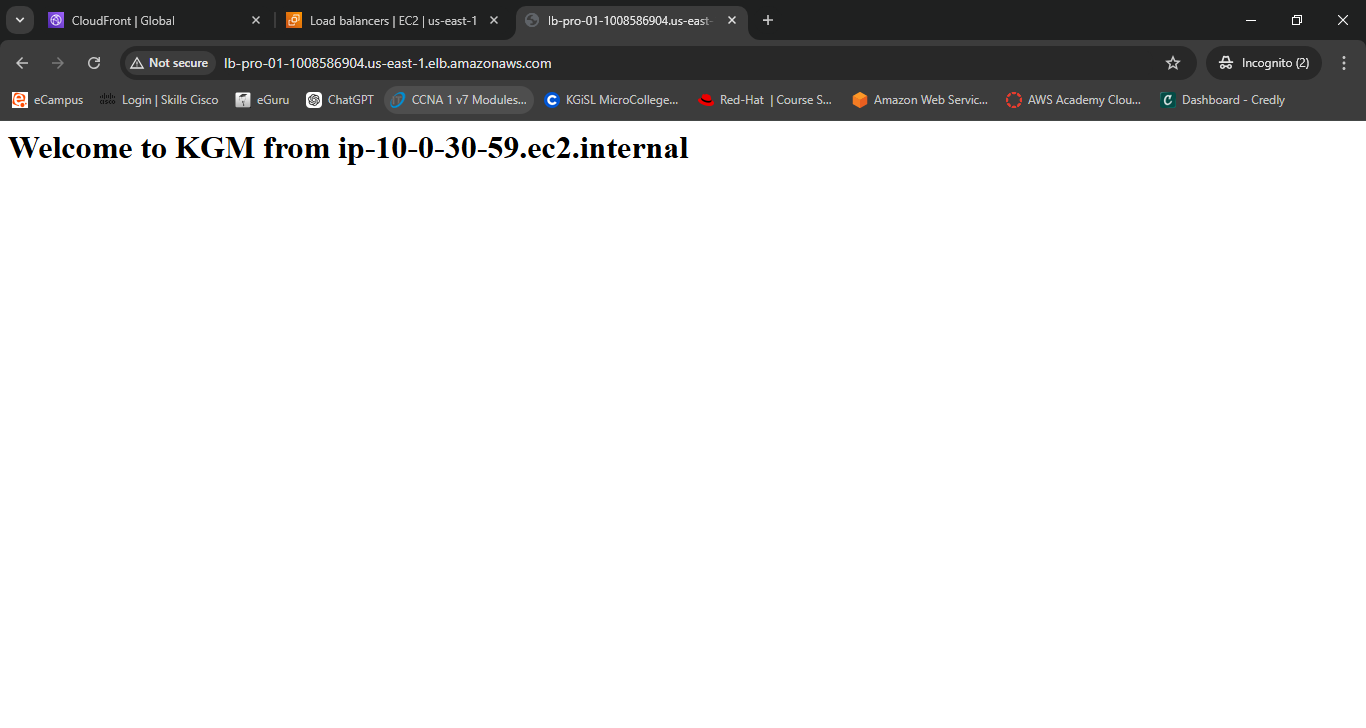 CloudFront | Global
Load balancers | EC2 | us-east-1
lb-pro-01-1008586904.us-east-
Not secure
lb-pro-01-1008586904.us-east-1.elb.amazonaws.com
Incognito (2)
eCampus
Login | Skills Cisco
eGuru
ChatGPT
CCNA 1 v7 Modules...
KGiSL MicroCollege...
Red-Hat | Course S...
Amazon Web Servic...
AWS Academy Clou...
Dashboard - Credly
Welcome to KGM from ip-10-0-30-59.ec2.internal